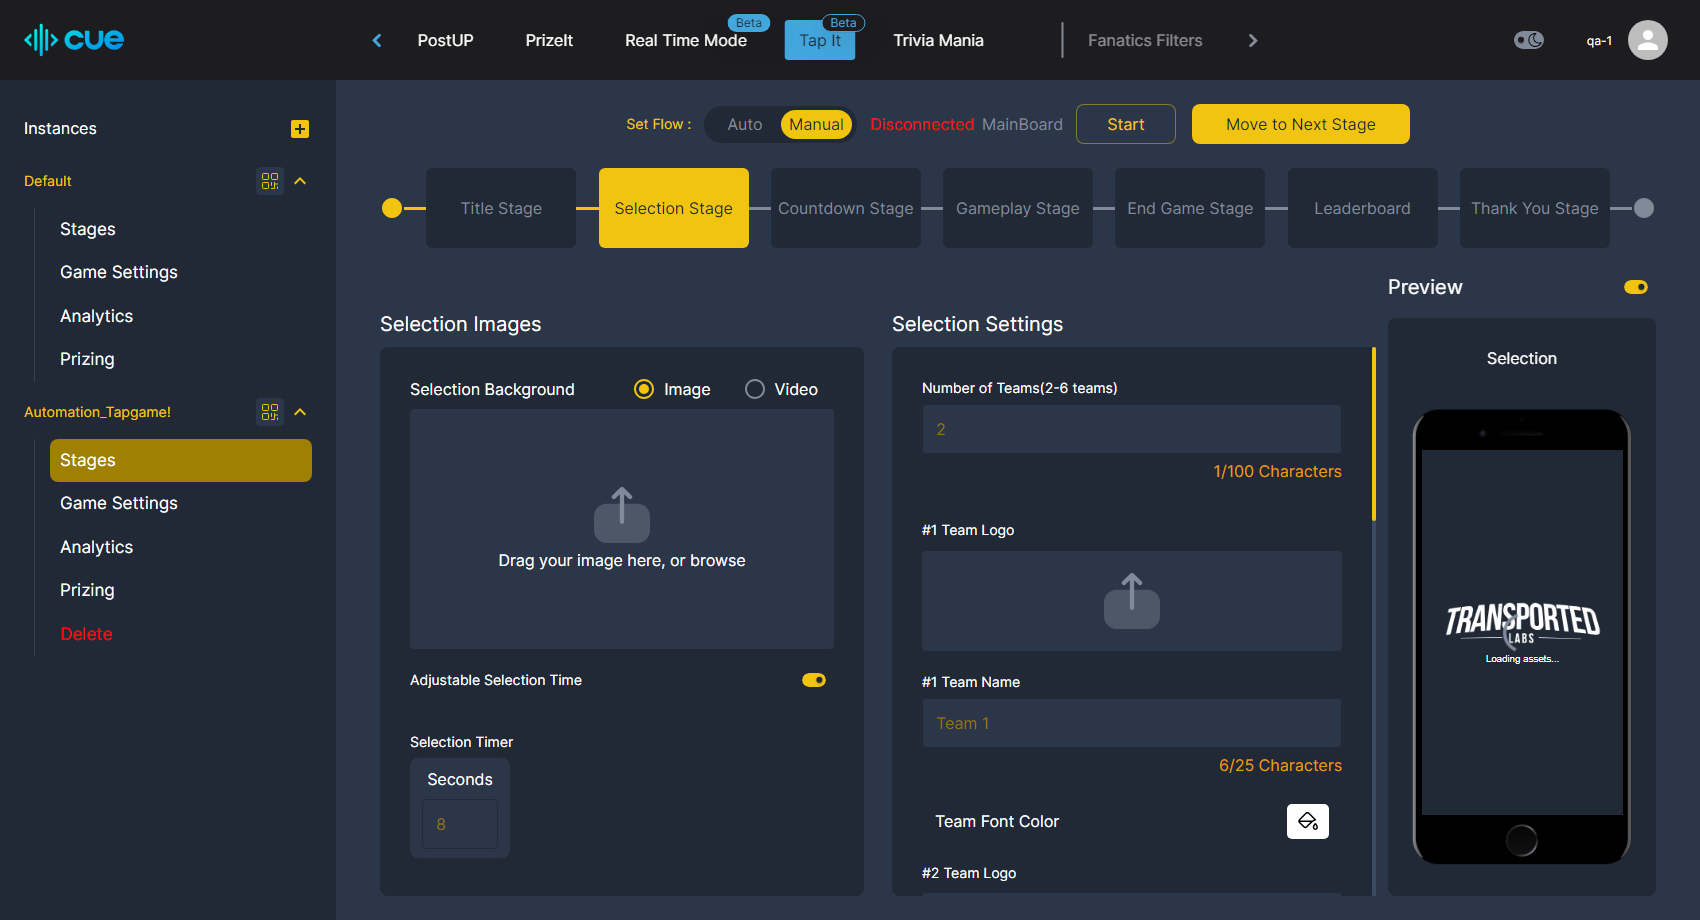 cue
PostUP
PrizeIt
Real Time Mode
Beta
Tap It
Beta
Trivia Mania
Fanatics Filters
qa-1
Instances
Default
Stages
Game Settings
Analytics
Prizing
Automation_Tapgame!
Stages
Game Settings
Analytics
Prizing
Delete
Set Flow :
Auto
Manual
Disconnected MainBoard
Start
Move to Next Stage
Title Stage
Selection Stage
Countdown Stage
Gameplay Stage
End Game Stage
Leaderboard
Thank You Stage
Selection Images
Selection Background
Image
Video
Drag your image here, or browse
Adjustable Selection Time
Selection Timer
Seconds
8
Selection Settings
Number of Teams(2-6 teams)
2
1/100 Characters
#1 Team Logo
#1 Team Name
Team 1
6/25 Characters
Team Font Color
#2 Team Logo
Preview
Selection
TRANSPORTED
LABS
Loading assets...